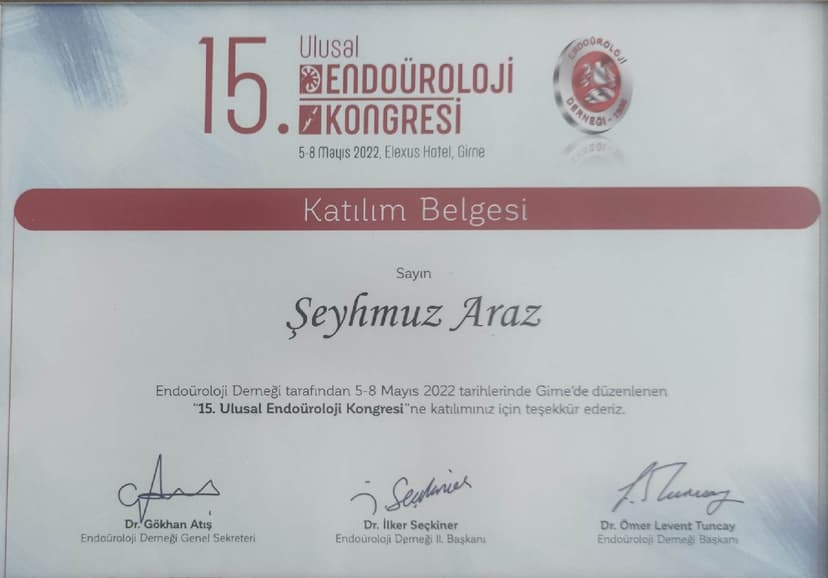 15. Ulusal
ENDOÜROLOJİ
KONGRESİ
5-8 Mayıs 2022, Elexus Hotel, Girne
ENDOÜROLOJİ
DERNEĞİ -
Katılım Belgesi
Sayın
Şeyhmuz Araz
Endoüroloji Derneği tarafından 5-8 Mayıs 2022 tarihlerinde Girne'de düzenlenen
"15. Ulusal Endoüroloji Kongresi"ne katılımınız için teşekkür ederiz.
Dr. Gökhan Atış
Endoüroloji Derneği Genel Sekreteri
Dr. İlker Seçkiner
Endoüroloji Derneği II. Başkanı
Dr. Ömer Levent Tuncay
Endoüroloji Derneği Başkanı